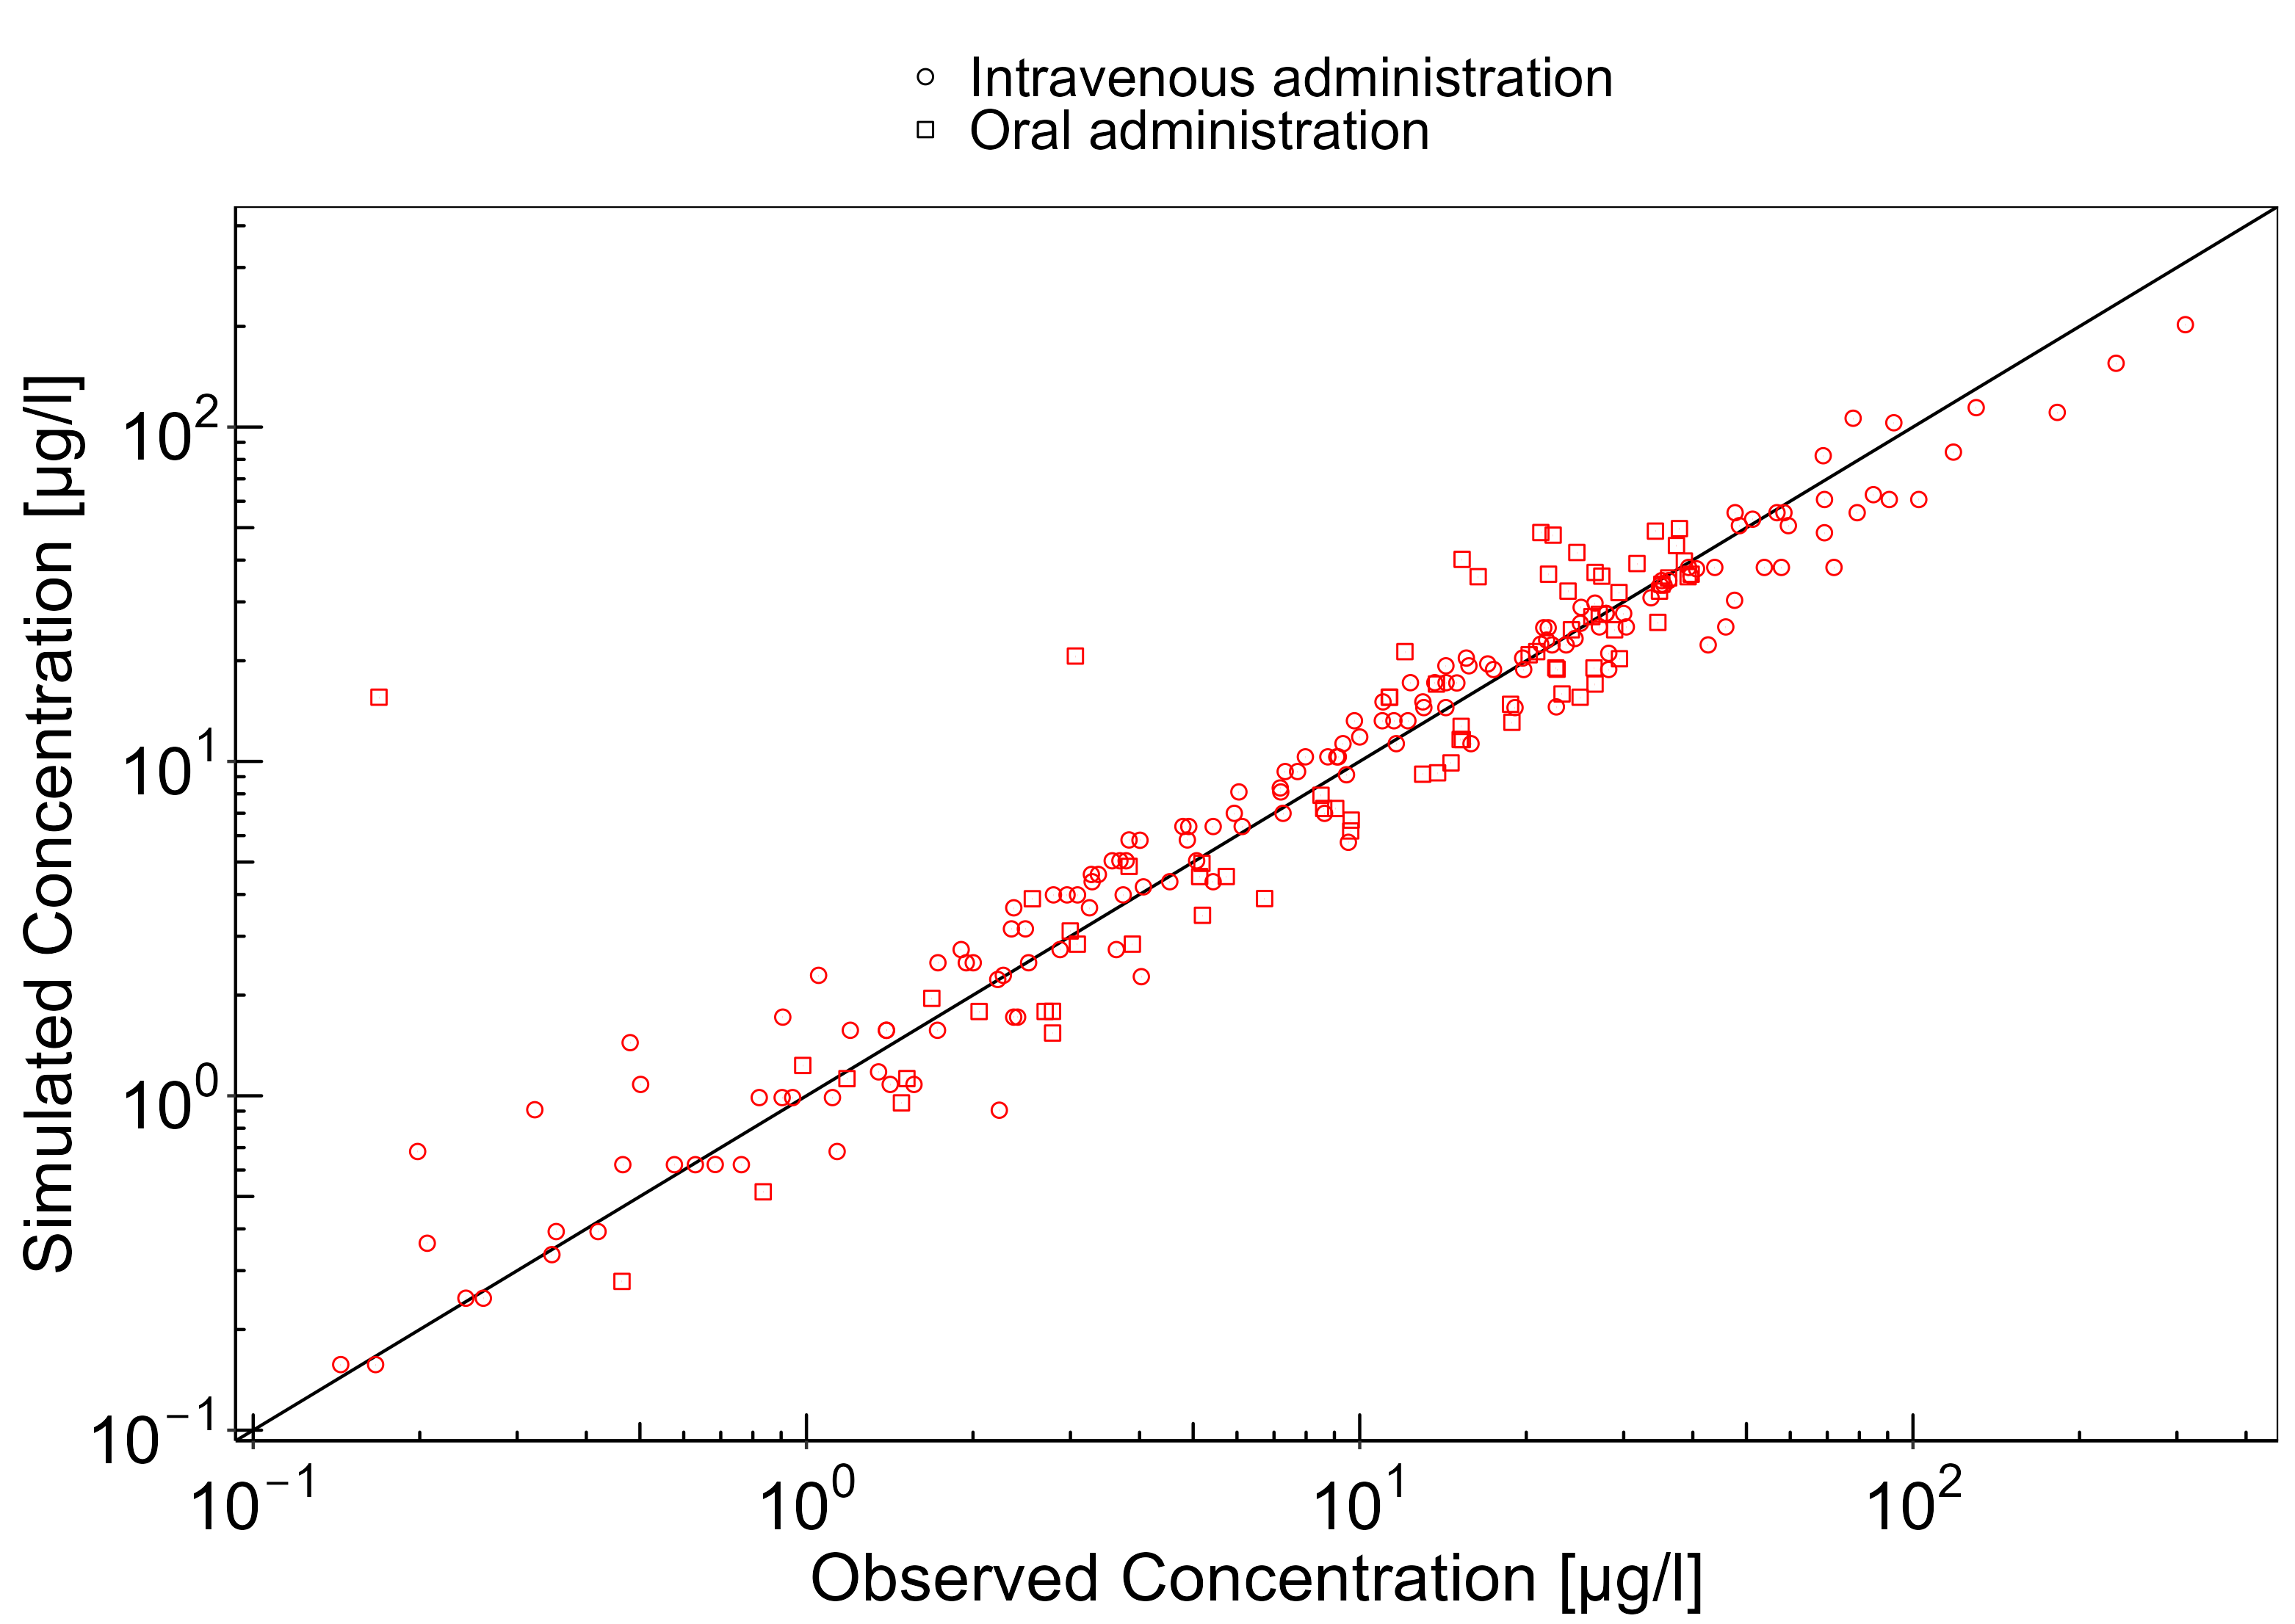 Intravenous administration
Oral administration
Simulated Concentration [µg/l]
10²
10¹
10⁰
10⁻¹
10⁻¹ 10⁰ 10¹ 10²
Observed Concentration [µg/l]